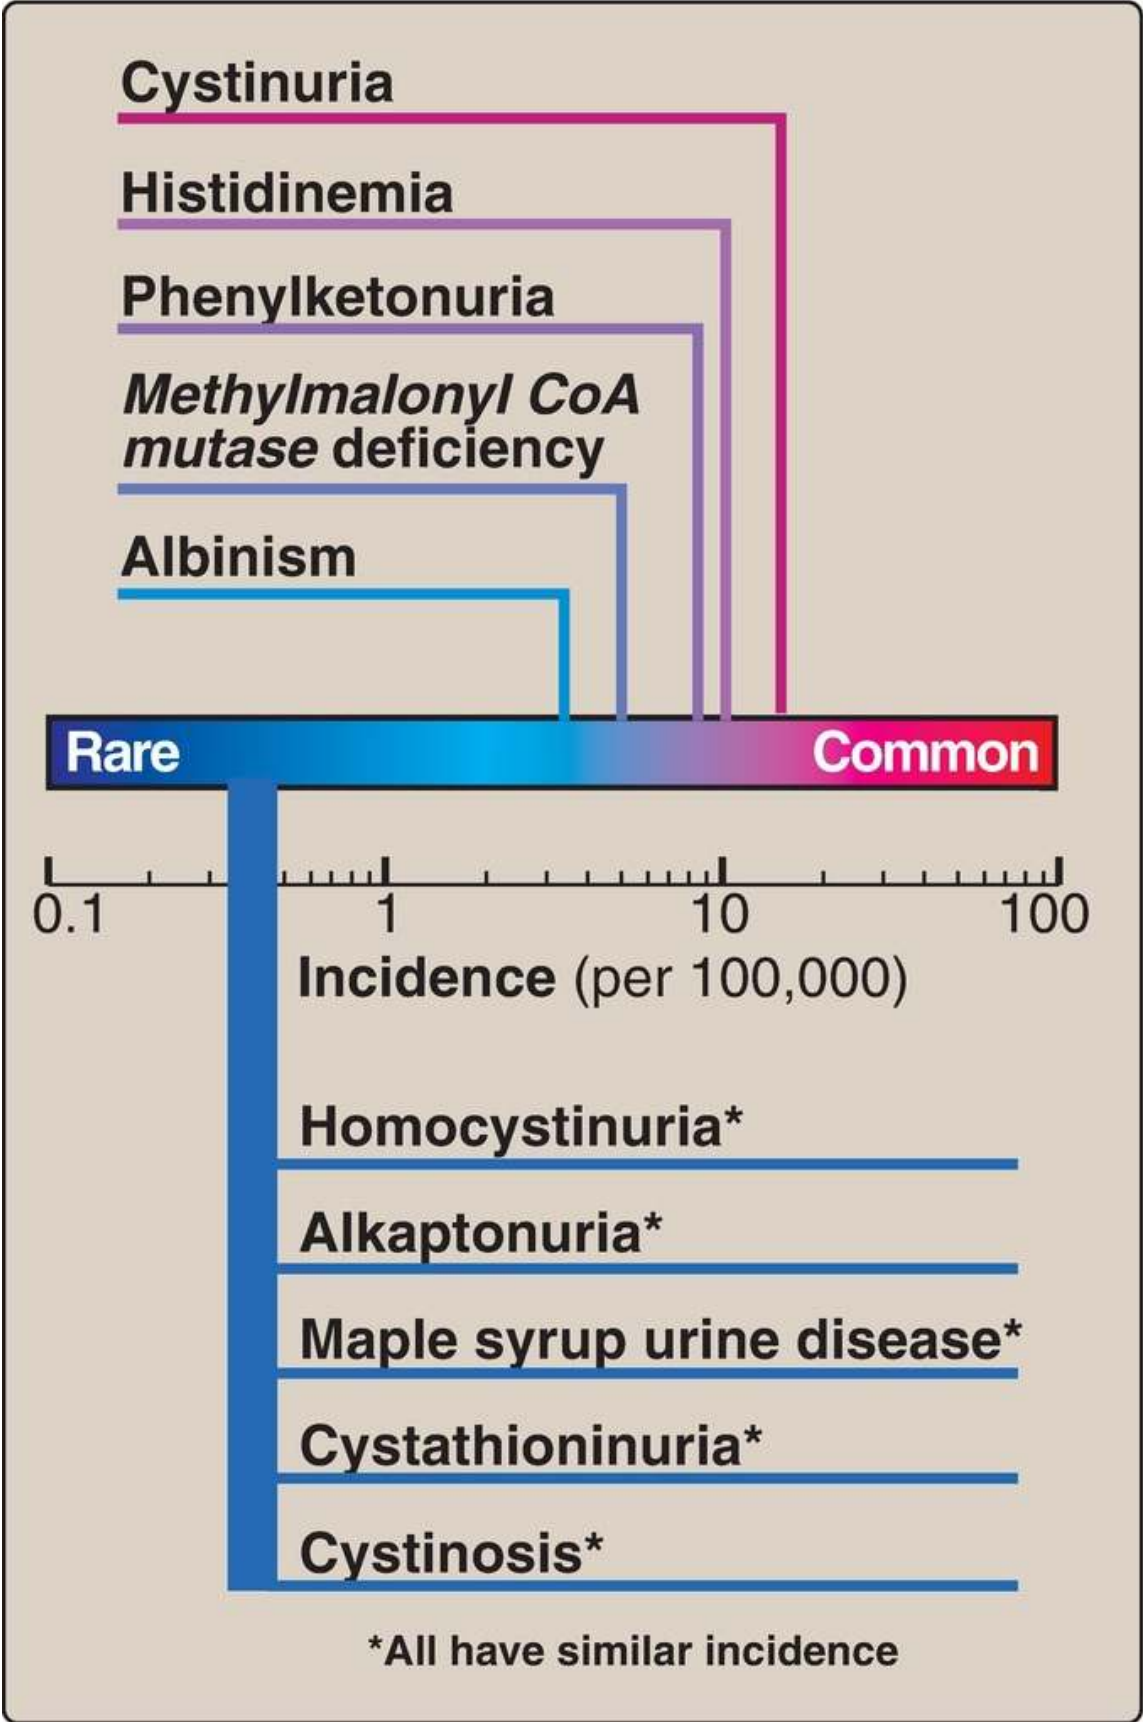 Cystinuria
Histidinemia
Phenylketonuria
Methylmalonyl CoA
mutase deficiency
Albinism
Rare Common
0.1 1 10 100
Incidence (per 100,000)
Homocystinuria*
Alkaptonuria*
Maple syrup urine disease*
Cystathioninuria*
Cystinosis*
*All have similar incidence